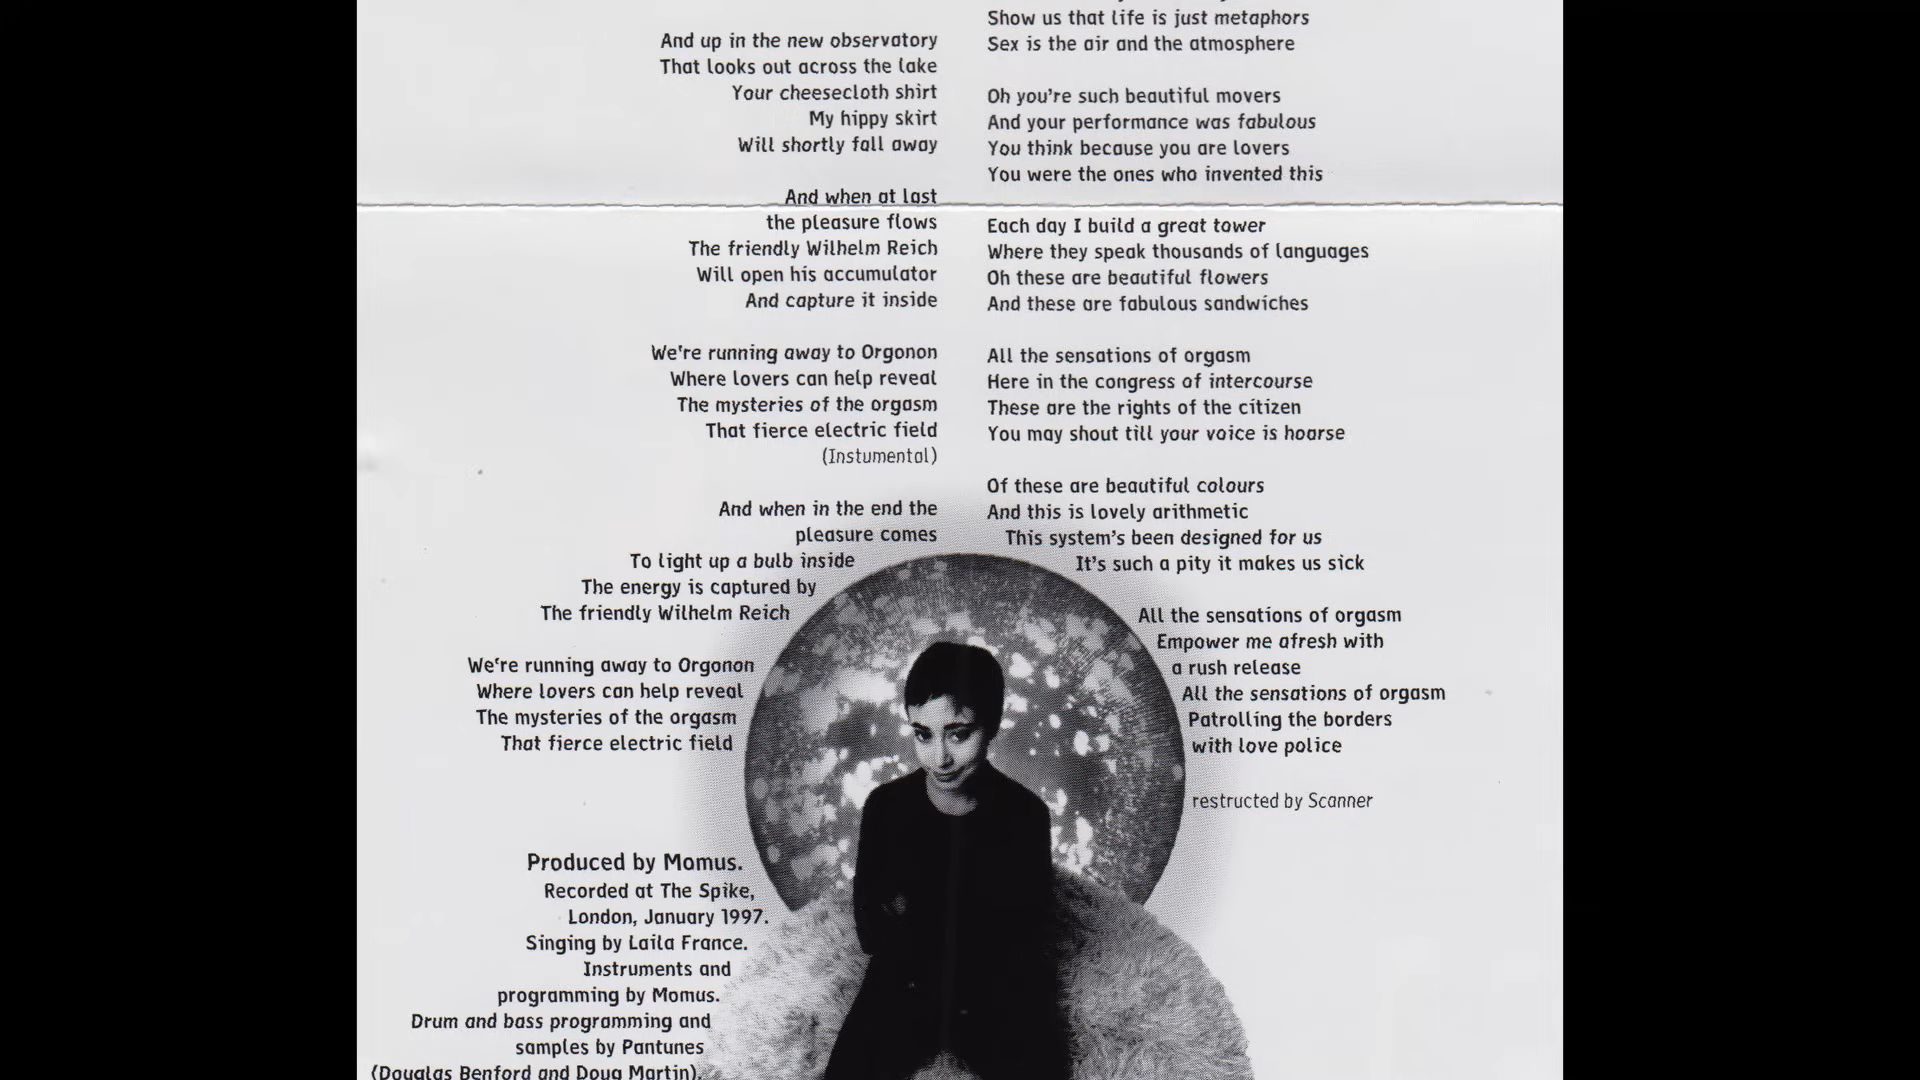 And up in the new observatory
That looks out across the lake
Your cheesecloth shirt
My hippy skirt
Will shortly fall away
And when at last
the pleasure flows
The friendly Wilhelm Reich
Will open his accumulator
And capture it inside
We're running away to Orgonon
Where lovers can help reveal
The mysteries of the orgasm
That fierce electric field
(Instumental)
And when in the end the
pleasure comes
To light up a bulb inside
The energy is captured by
The friendly Wilhelm Reich
We're running away to Orgonon
Where lovers can help reveal
The mysteries of the orgasm
That fierce electric field
Produced by Momus.
Recorded at The Spike,
London, January 1997.
Singing by Laila France.
Instruments and
programming by Momus.
Drum and bass programming and
samples by Pantunes
(Douglas Benford and Doug Martin).
Show us that life is just metaphors
Sex is the air and the atmosphere
Oh you're such beautiful movers
And your performance was fabulous
You think because you are lovers
You were the ones who invented this
Each day I build a great tower
Where they speak thousands of languages
Oh these are beautiful flowers
And these are fabulous sandwiches
All the sensations of orgasm
Here in the congress of intercourse
These are the rights of the citizen
You may shout till your voice is hoarse
Of these are beautiful colours
And this is lovely arithmetic
This system's been designed for us
It's such a pity it makes us sick
All the sensations of orgasm
Empower me afresh with
a rush release
All the sensations of orgasm
Patrolling the borders
with love police
restructed by Scanner